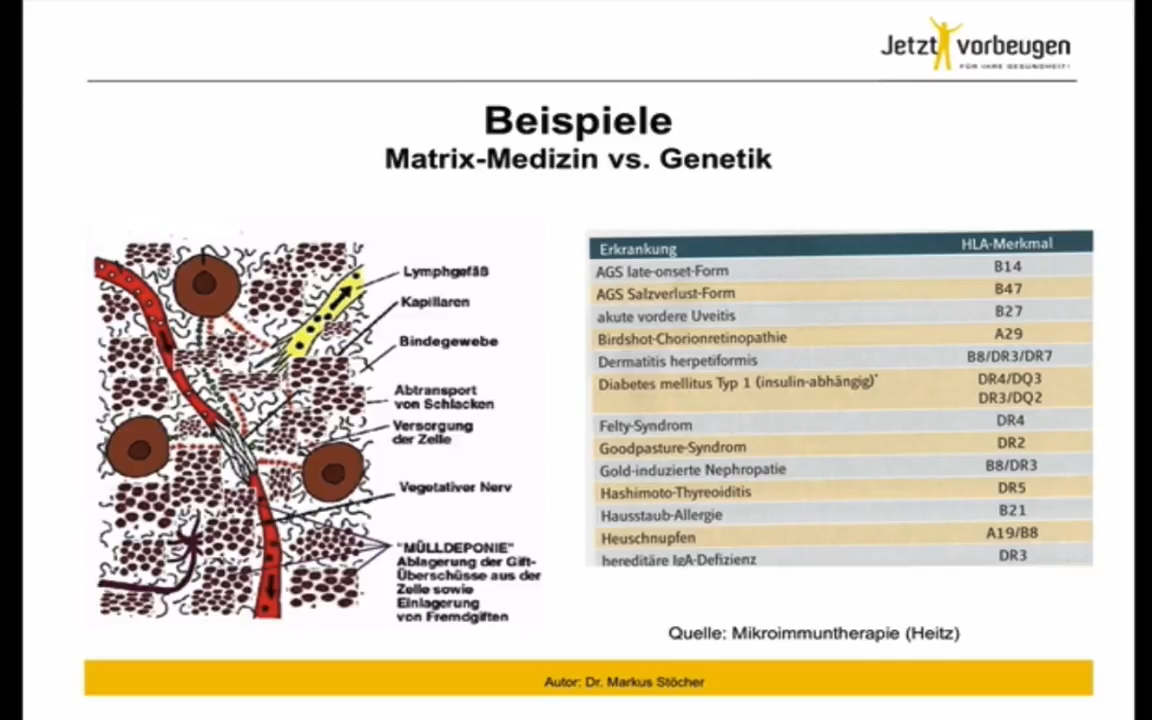 Jetzt vorbeugen
FÜR IHRE GESUNDHEIT!
Beispiele
Matrix-Medizin vs. Genetik
Lymphgefäß
Kapillaren
Bindegewebe
Abtransport
von Schlacken
Versorgung
der Zelle
Vegetativer Nerv
"MÜLLDEPONIE"
Ablagerung der Gift-
Überschüsse aus der
Zelle sowie
Einlagerung
von Fremdgiften
Erkrankung HLA-Merkmal
AGS late-onset-Form B14
AGS Salzverlust-Form B47
akute vordere Uveitis B27
Birdshot-Chorionretinopathie A29
Dermatitis herpetiformis B8/DR3/DR7
Diabetes mellitus Typ 1 (insulin-abhängig)* DR4/DQ3
DR3/DQ2
Felty-Syndrom DR4
Goodpasture-Syndrom DR2
Gold-induzierte Nephropatie B8/DR3
Hashimoto-Thyreoiditis DR5
Hausstaub-Allergie B21
Heuschnupfen A19/B8
hereditäre IgA-Defizienz DR3
Quelle: Mikroimmuntherapie (Heitz)
Autor: Dr. Markus Stöcher